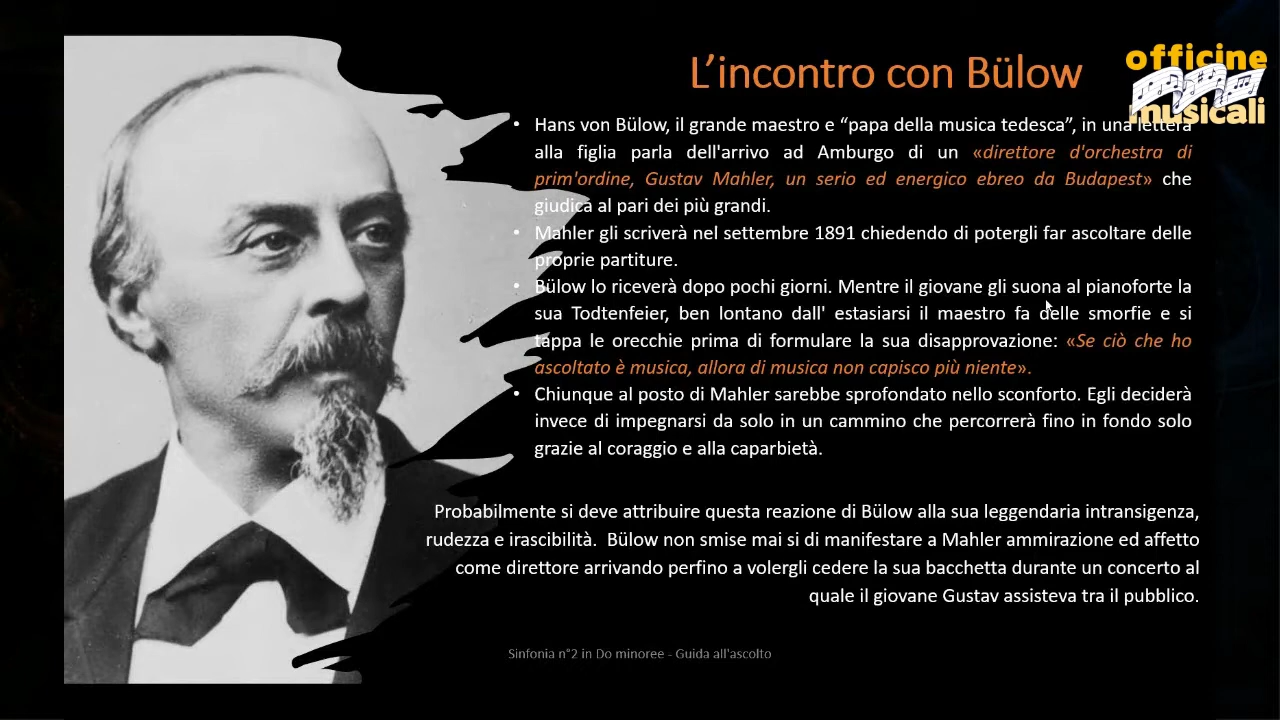 L'incontro con Bülow
officine
musicali
• Hans von Bülow, il grande maestro e “papa della musica tedesca”, in una lettera
alla figlia parla dell'arrivo ad Amburgo di un «direttore d'orchestra di
prim'ordine, Gustav Mahler, un serio ed energico ebreo da Budapest» che
giudica al pari dei più grandi.
• Mahler gli scriverà nel settembre 1891 chiedendo di potergli far ascoltare delle
proprie partiture.
• Bülow lo riceverà dopo pochi giorni. Mentre il giovane gli suona al pianoforte la
sua Todtenfeier, ben lontano dall' estasiarsi il maestro fa delle smorfie e si
tappa le orecchie prima di formulare la sua disapprovazione: «Se ciò che ho
ascoltato è musica, allora di musica non capisco più niente».
• Chiunque al posto di Mahler sarebbe sprofondato nello sconforto. Egli deciderà
invece di impegnarsi da solo in un cammino che percorrerà fino in fondo solo
grazie al coraggio e alla caparbietà.
Probabilmente si deve attribuire questa reazione di Bülow alla sua leggendaria intransigenza,
rudezza e irascibilità. Bülow non smise mai si di manifestare a Mahler ammirazione ed affetto
come direttore arrivando perfino a volergli cedere la sua bacchetta durante un concerto al
quale il giovane Gustav assisteva tra il pubblico.
Sinfonia n°2 in Do minoree - Guida all'ascolto